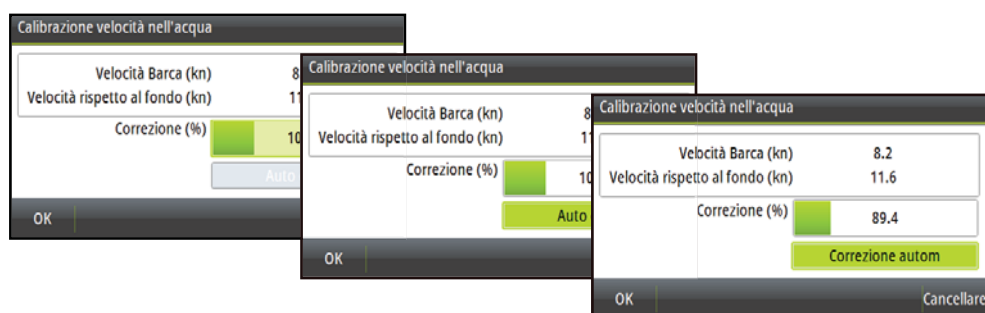 Calibrazione velocità nell'acqua
Velocità Barca (kn) 8
Velocità rispetto al fondo (kn) 11
Correzione (%) 10
Auto
OK
Calibrazione velocità nell'acqua
Velocità Barca (kn) 8
Velocità rispetto al fondo (kn) 11
Correzione (%) 10
Auto
OK
Calibrazione velocità nell'acqua
Velocità Barca (kn) 8.2
Velocità rispetto al fondo (kn) 11.6
Correzione (%) 89.4
Correzione autom
OK Cancellare